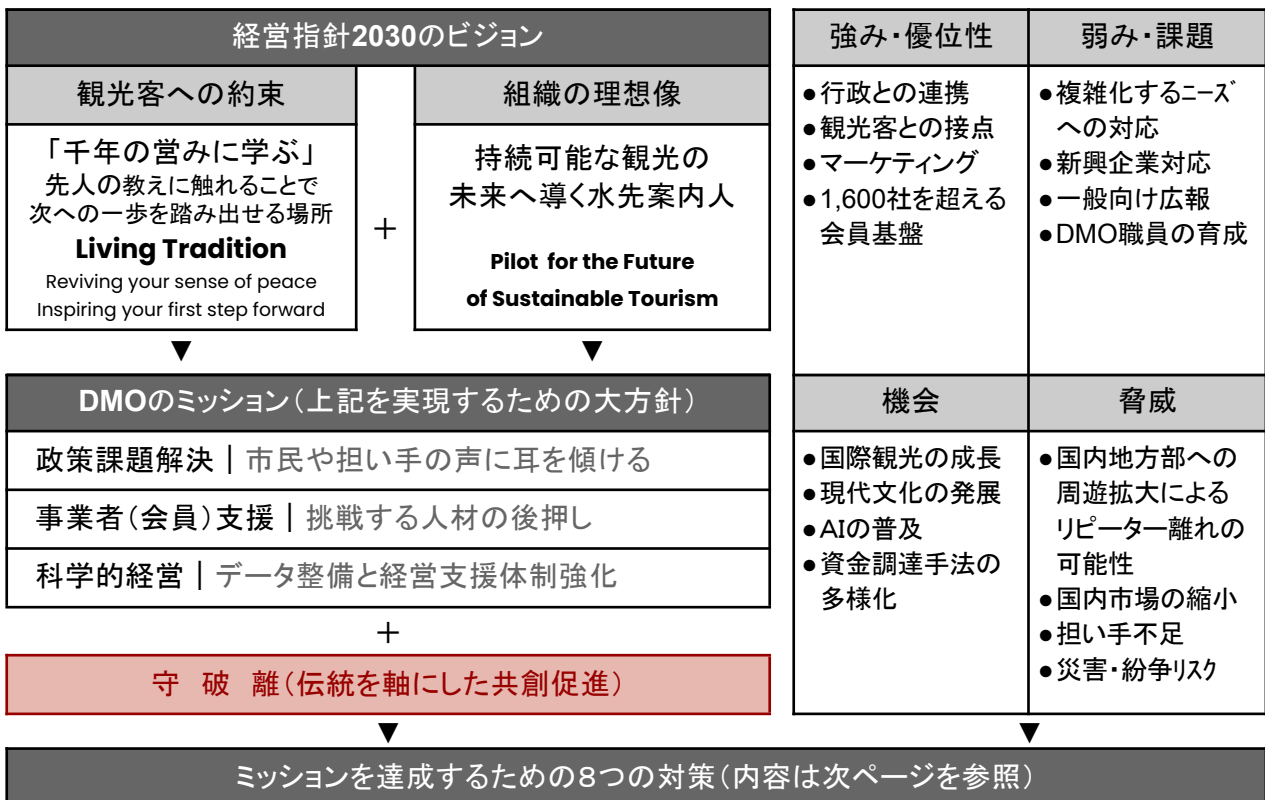 経営指針2030のビジョン
観光客への約束
「千年の営みに学ぶ」
先人の教えに触れることで
次への一歩を踏み出せる場所
Living Tradition
Reviving your sense of peace
Inspiring your first step forward
＋
組織の理想像
持続可能な観光の
未来へ導く水先案内人
Pilot for the Future
of Sustainable Tourism
▼
▼
DMOのミッション（上記を実現するための大方針）
政策課題解決｜市民や担い手の声に耳を傾ける
事業者（会員）支援｜挑戦する人材の後押し
科学的経営｜データ整備と経営支援体制強化
＋
守 破 離（伝統を軸にした共創促進）
強み・優位性
●行政との連携
●観光客との接点
●マーケティング
●1,600社を超える
会員基盤
弱み・課題
●複雑化するニーズ
への対応
●新興企業対応
●一般向け広報
●DMO職員の育成
機会
●国際観光の成長
●現代文化の発展
●AIの普及
●資金調達手法の
多様化
脅威
●国内地方部への
周遊拡大による
リピーター離れの
可能性
●国内市場の縮小
●担い手不足
●災害・紛争リスク
▼
▼
ミッションを達成するための８つの対策（内容は次ページを参照）